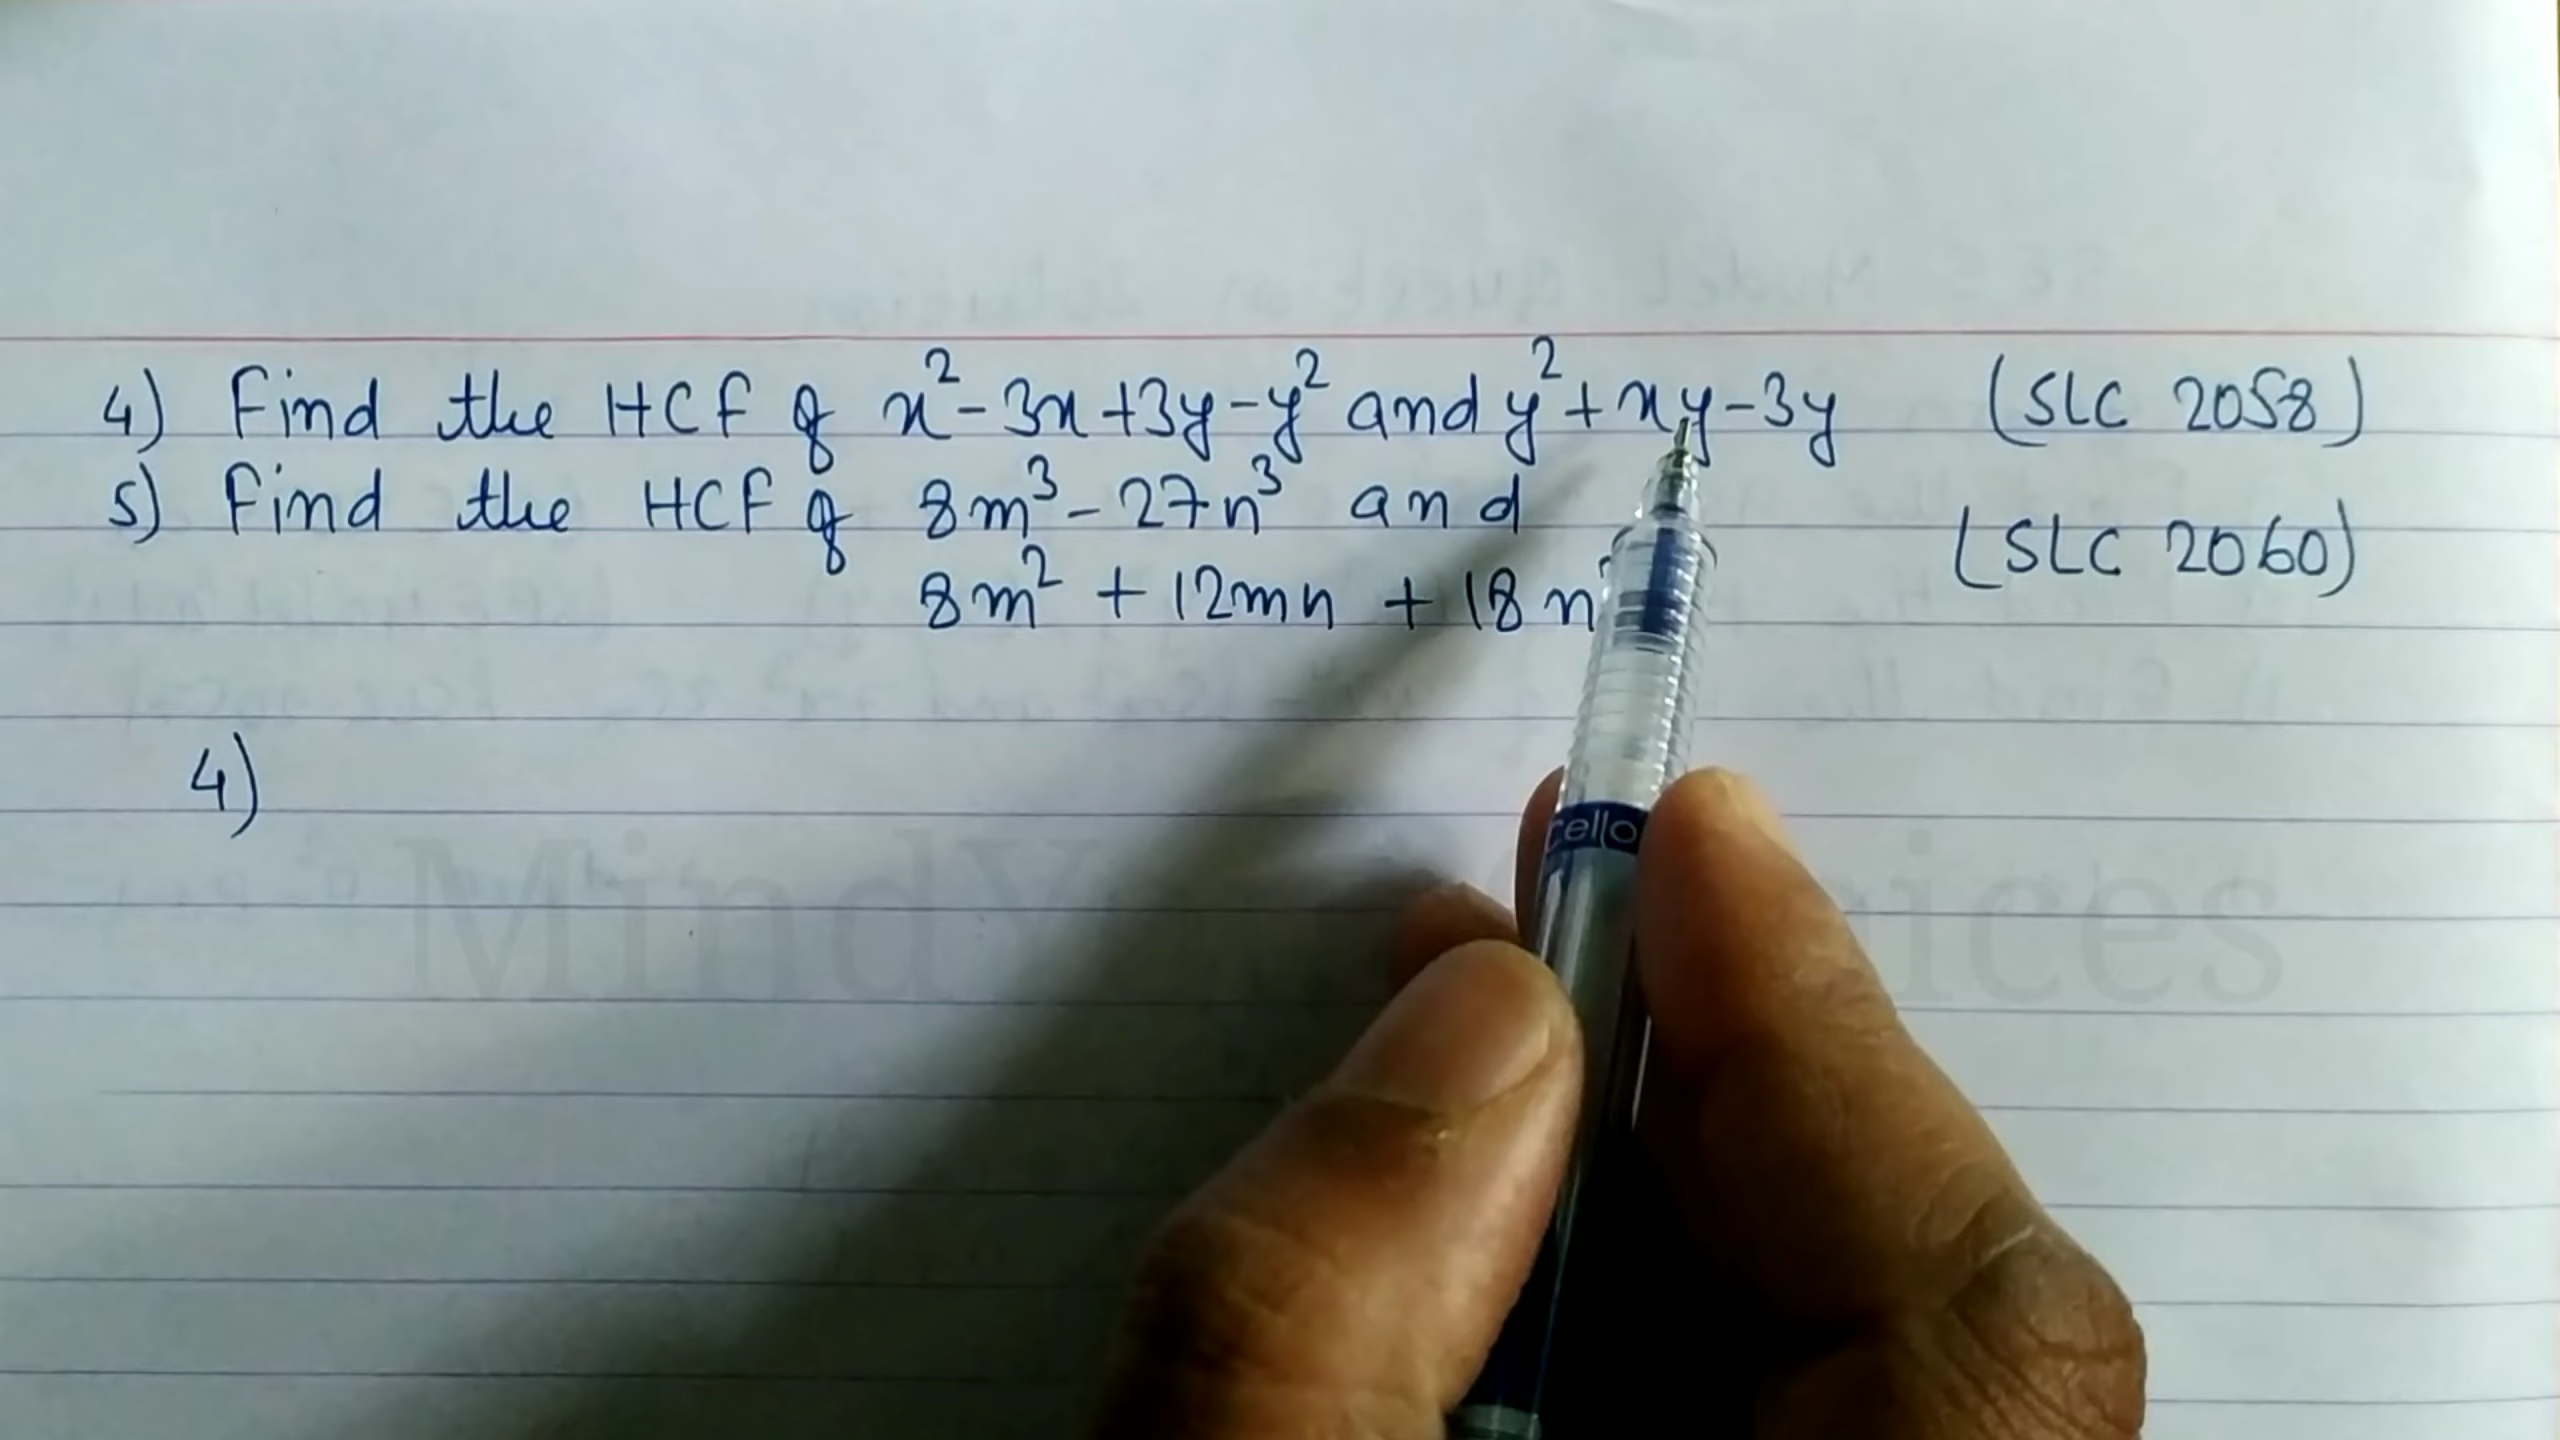 4) Find the HCF of x² - 3x + 3y - y² and y² + xy - 3y (SLC 2058)
5) Find the HCF of 8m³ - 27n³ and (SLC 2060)
8m² + 12mn + 18n
4)
cello